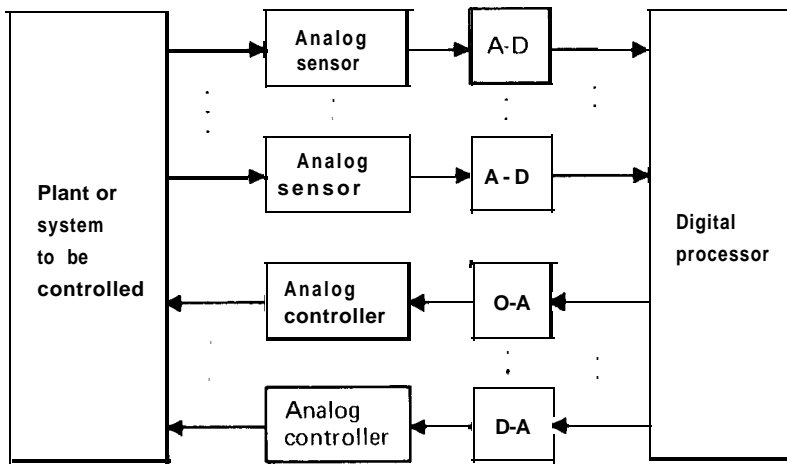 Analog
sensor
A-D
Analog
sensor
A-D
Plant or
system
to be
controlled
Digital
processor
Analog
controller
O-A
Analog
controller
D-A